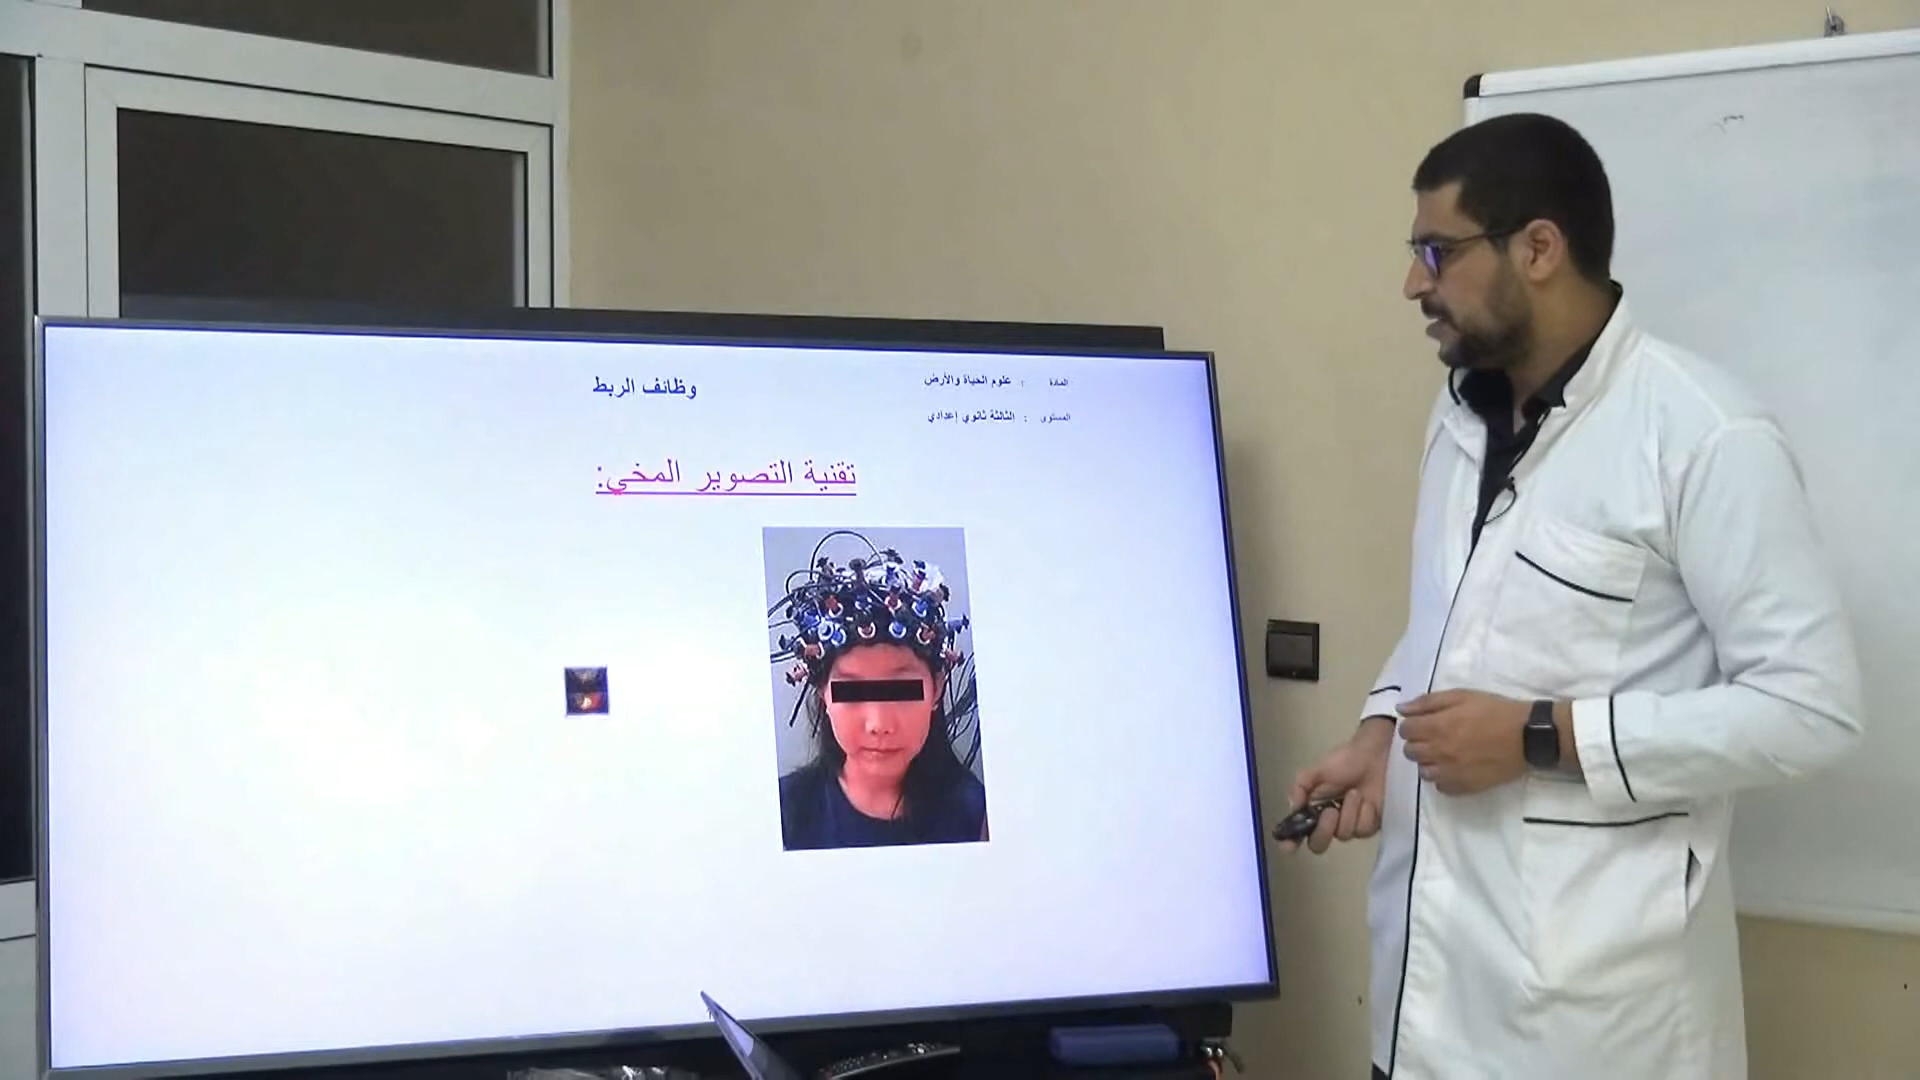 المادة : علوم الحياة والأرض
وظائف الربط
المستوى : الثالثة ثانوي إعدادي
تقنية التصوير المخي: